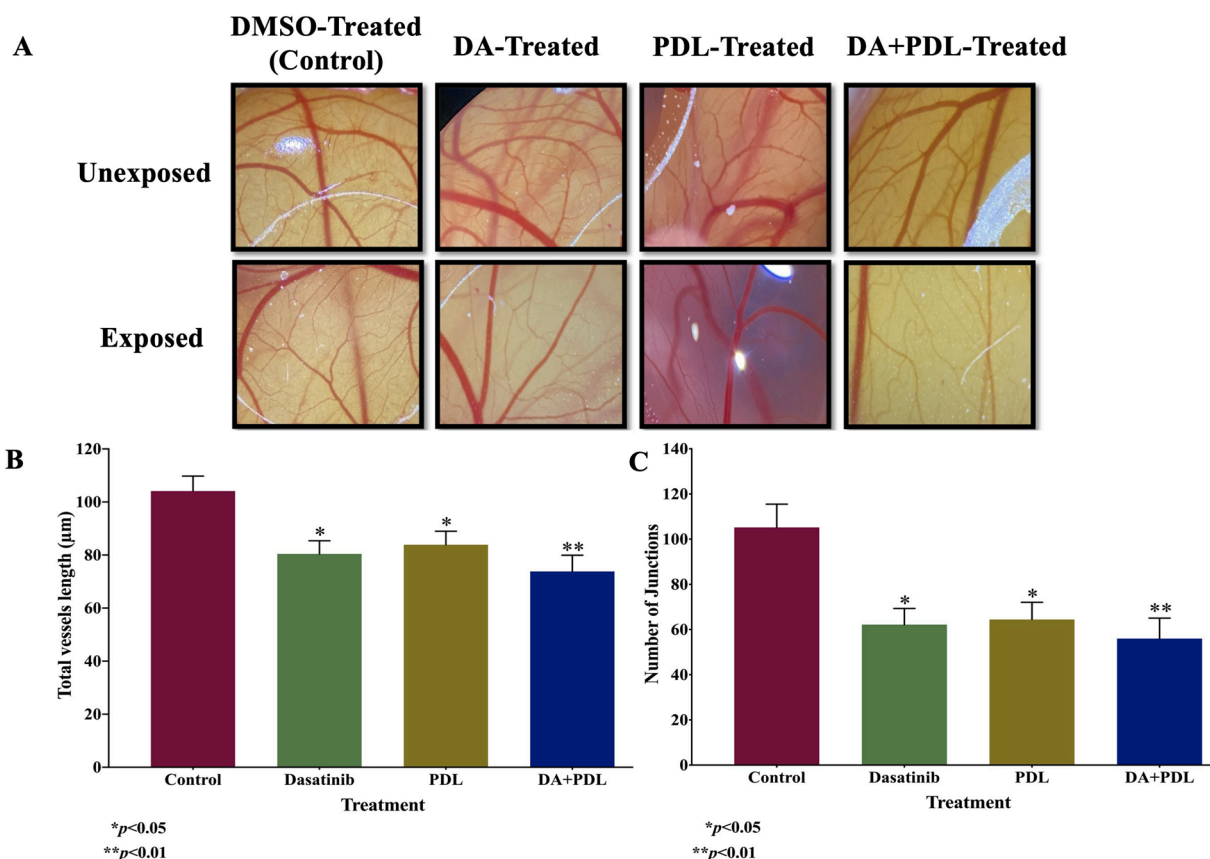 A
DMSO-Treated
(Control)
DA-Treated
PDL-Treated
DA+PDL-Treated
Unexposed
Exposed
B
Total vessels length (μm)
120
100
80
60
40
20
0
*
*
**
Control
Dasatinib
PDL
DA+PDL
Treatment
*p<0.05
**p<0.01
C
Number of Junctions
140
120
100
80
60
40
20
0
*
*
**
Control
Dasatinib
PDL
DA+PDL
Treatment
*p<0.05
**p<0.01